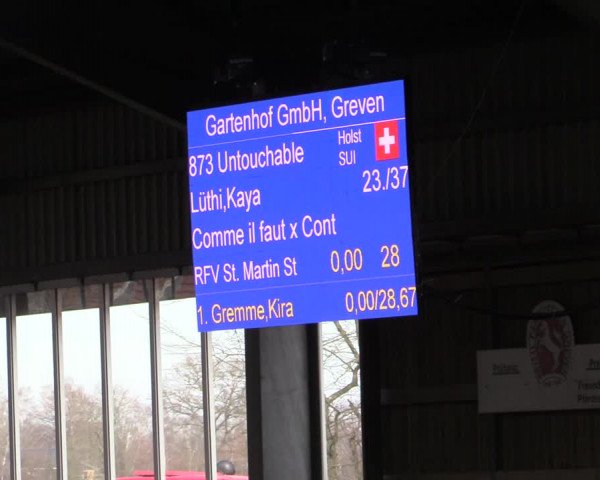 Gartenhof GmbH, Greven
873 Untouchable Holst
SUI
23./37
Lüthi,Kaya
Comme il faut x Cont
RFV St. Martin St 0,00 28
1. Gremme,Kira 0,00/28,67